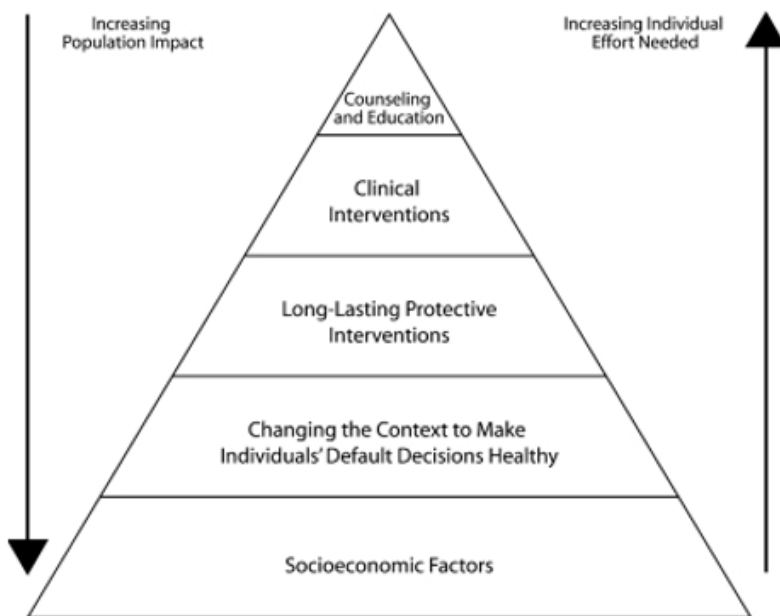 Increasing
Population Impact
Increasing Individual
Effort Needed
Counseling
and Education
Clinical
Interventions
Long-Lasting Protective
Interventions
Changing the Context to Make
Individuals' Default Decisions Healthy
Socioeconomic Factors